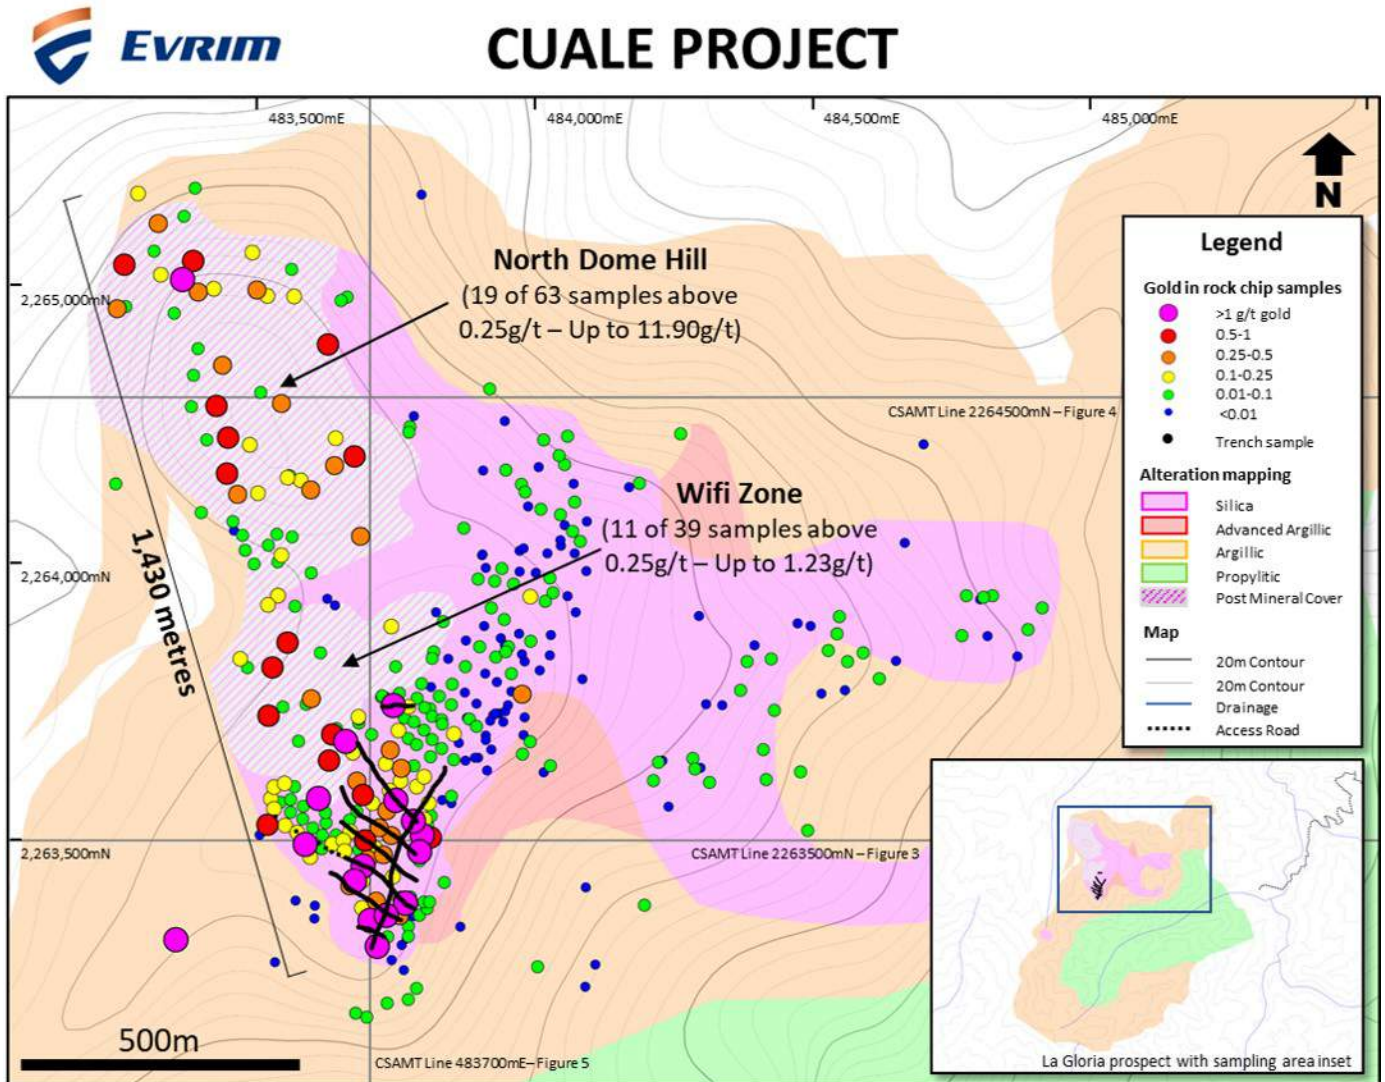 EVRIM
CUALE PROJECT
483,500mE
484,000mE
484,500mE
485,000mE
N
North Dome Hill
(19 of 63 samples above
0.25g/t – Up to 11.90g/t)
2,265,000mN
CSAMT Line 2264500mN – Figure 4
Wifi Zone
(11 of 39 samples above
0.25g/t – Up to 1.23g/t)
1,430 metres
2,264,000mN
2,263,500mN
CSAMT Line 2263500mN – Figure 3
500m
CSAMT Line 483700mE– Figure 5
Legend
Gold in rock chip samples
>1 g/t gold
0.5-1
0.25-0.5
0.1-0.25
0.01-0.1
<0.01
Trench sample
Alteration mapping
Silica
Advanced Argillic
Argillic
Propylitic
Post Mineral Cover
Map
20m Contour
20m Contour
Drainage
Access Road
La Gloria prospect with sampling area inset